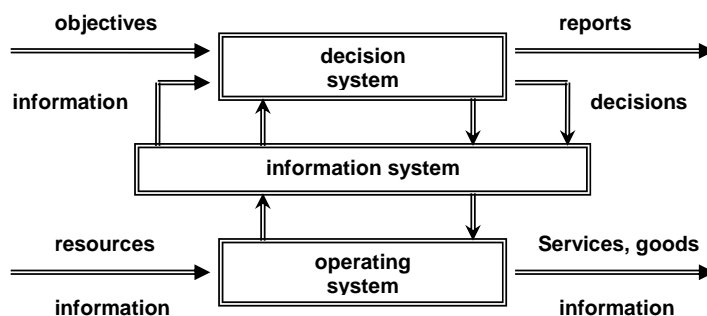 objectives
reports
decision
system
information
decisions
information system
resources
Services, goods
operating
system
information
information